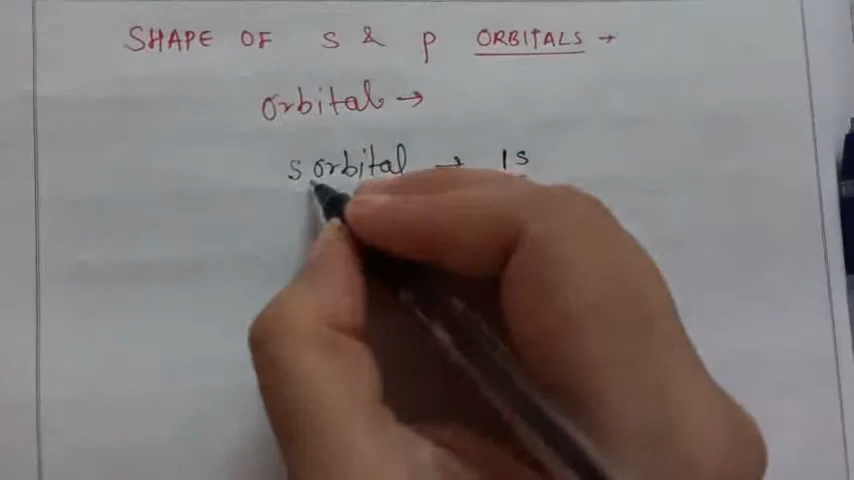 SHAPE OF s & p ORBITALS →
orbital →
s orbital → 1s